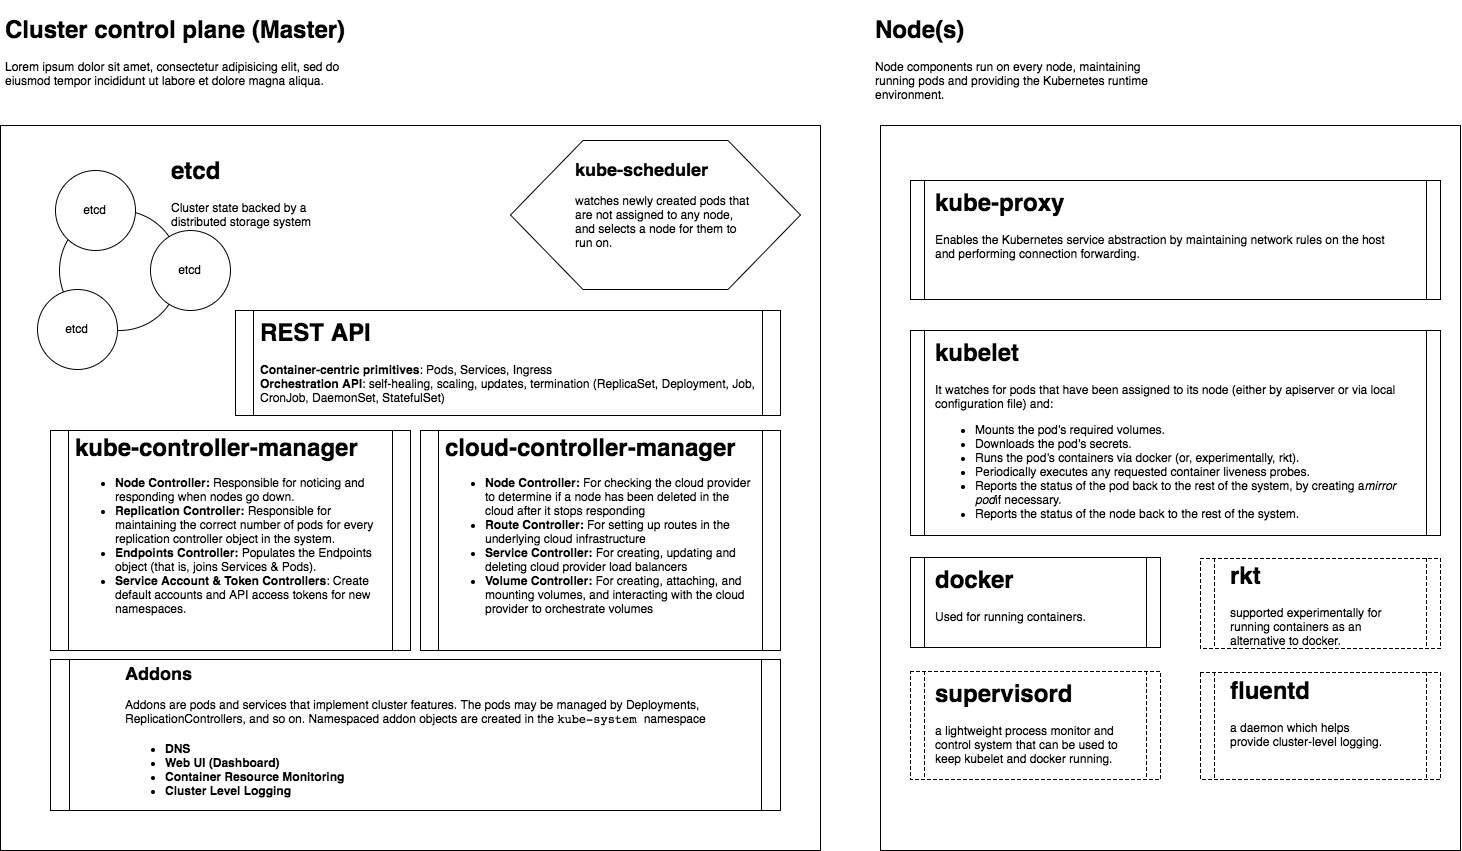 Cluster control plane (Master)
Lorem ipsum dolor sit amet, consectetur adipisicing elit, sed do
eiusmod tempor incididunt ut labore et dolore magna aliqua.
etcd
Cluster state backed by a
distributed storage system
etcd
etcd
etcd
kube-scheduler
watches newly created pods that
are not assigned to any node,
and selects a node for them to
run on.
REST API
Container-centric primitives: Pods, Services, Ingress
Orchestration API: self-healing, scaling, updates, termination (ReplicaSet, Deployment, Job,
CronJob, DaemonSet, StatefulSet)
kube-controller-manager
• Node Controller: Responsible for noticing and
responding when nodes go down.
• Replication Controller: Responsible for
maintaining the correct number of pods for every
replication controller object in the system.
• Endpoints Controller: Populates the Endpoints
object (that is, joins Services & Pods).
• Service Account & Token Controllers: Create
default accounts and API access tokens for new
namespaces.
cloud-controller-manager
• Node Controller: For checking the cloud provider
to determine if a node has been deleted in the
cloud after it stops responding
• Route Controller: For setting up routes in the
underlying cloud infrastructure
• Service Controller: For creating, updating and
deleting cloud provider load balancers
• Volume Controller: For creating, attaching, and
mounting volumes, and interacting with the cloud
provider to orchestrate volumes
Addons
Addons are pods and services that implement cluster features. The pods may be managed by Deployments,
ReplicationControllers, and so on. Namespaced addon objects are created in the kube-system namespace
• DNS
• Web UI (Dashboard)
• Container Resource Monitoring
• Cluster Level Logging
Node(s)
Node components run on every node, maintaining
running pods and providing the Kubernetes runtime
environment.
kube-proxy
Enables the Kubernetes service abstraction by maintaining network rules on the host
and performing connection forwarding.
kubelet
It watches for pods that have been assigned to its node (either by apiserver or via local
configuration file) and:
• Mounts the pod's required volumes.
• Downloads the pod's secrets.
• Runs the pod's containers via docker (or, experimentally, rkt).
• Periodically executes any requested container liveness probes.
• Reports the status of the pod back to the rest of the system, by creating amirror
podif necessary.
• Reports the status of the node back to the rest of the system.
docker
Used for running containers.
rkt
supported experimentally for
running containers as an
alternative to docker.
supervisord
a lightweight process monitor and
control system that can be used to
keep kubelet and docker running.
fluentd
a daemon which helps
provide cluster-level logging.